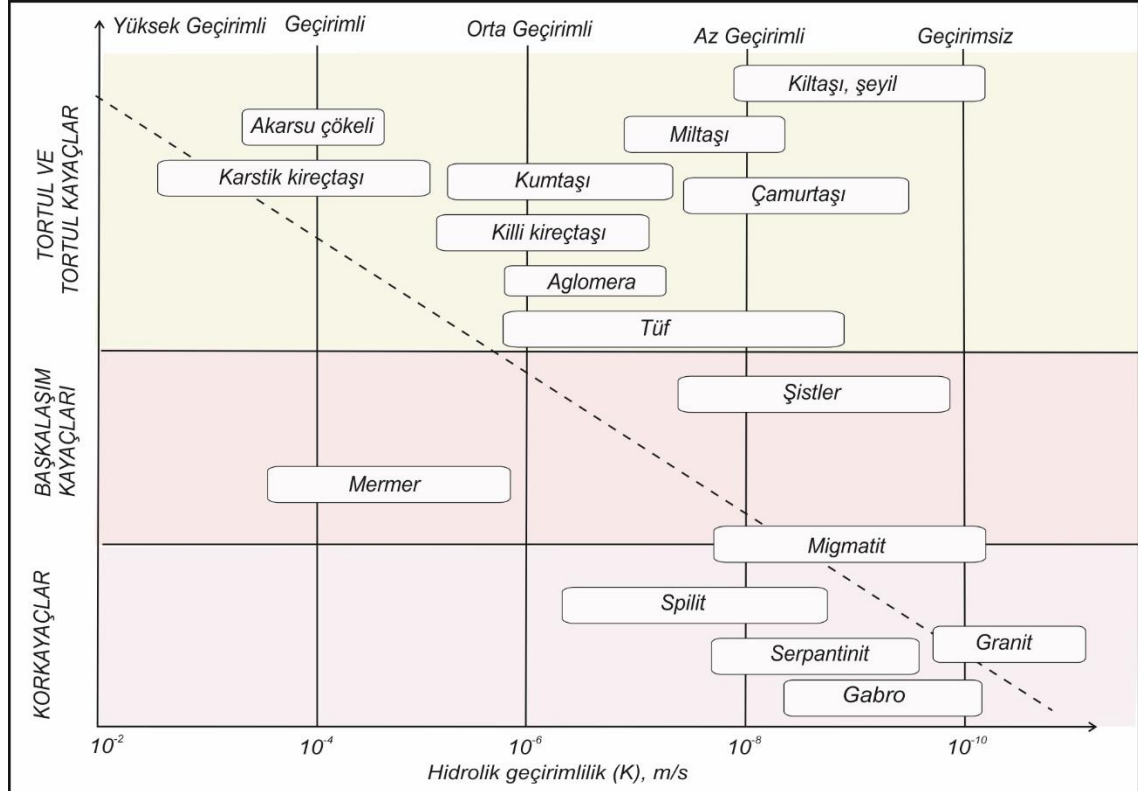 Yüksek Geçirimli
Geçirimli
Orta Geçirimli
Az Geçirimli
Geçirimsiz
TORTUL VE
TORTUL KAYAÇLAR
Kiltaşı, şeyil
Akarsu çökeli
Miltaşı
Karstik kireçtaşı
Kumtaşı
Çamurtaşı
Killi kireçtaşı
Aglomera
Tüf
BAŞKALAŞIM
KAYAÇLARI
Şistler
Mermer
Migmatit
KORKAYAÇLAR
Spilit
Granit
Serpantinit
Gabro
10⁻²
10⁻⁴
10⁻⁶
10⁻⁸
10⁻¹⁰
Hidrolik geçirimlilik (K), m/s